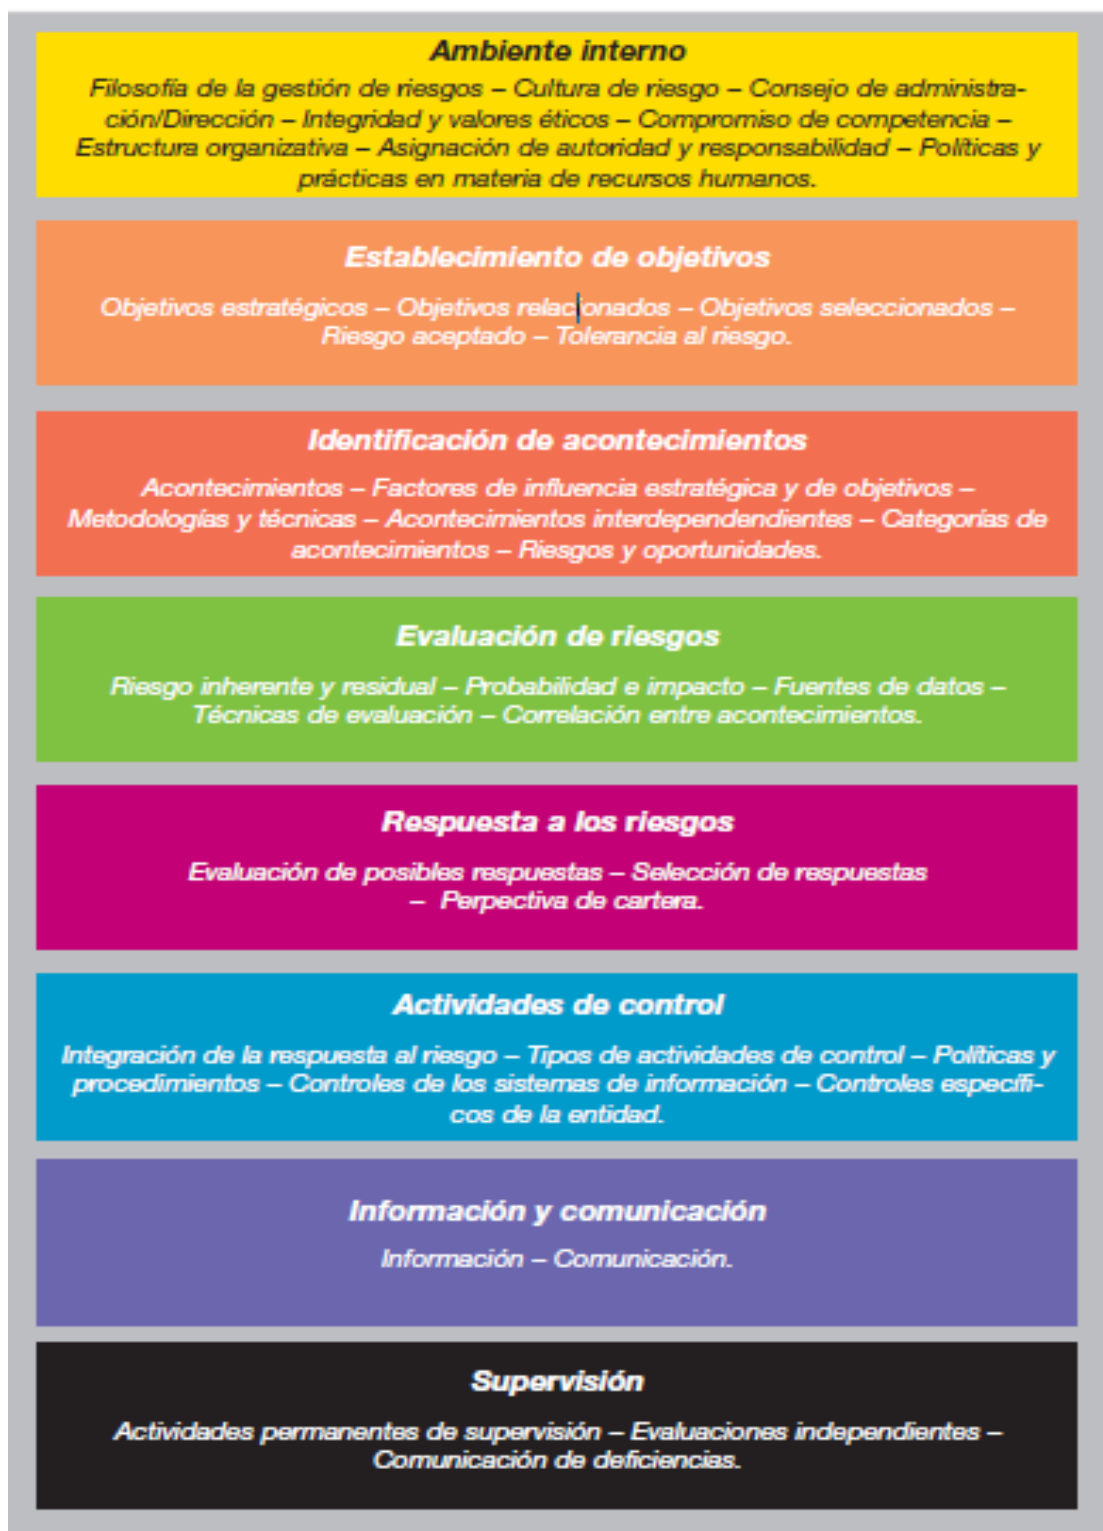 Ambiente interno
Filosofía de la gestión de riesgos – Cultura de riesgo – Consejo de administra-
ción/Dirección – Integridad y valores éticos – Compromiso de competencia –
Estructura organizativa – Asignación de autoridad y responsabilidad – Políticas y
prácticas en materia de recursos humanos.
Establecimiento de objetivos
Objetivos estratégicos – Objetivos relacionados – Objetivos seleccionados –
Riesgo aceptado – Tolerancia al riesgo.
Identificación de acontecimientos
Acontecimientos – Factores de influencia estratégica y de objetivos –
Metodologías y técnicas – Acontecimientos interdependendientes – Categorías de
acontecimientos – Riesgos y oportunidades.
Evaluación de riesgos
Riesgo inherente y residual – Probabilidad e impacto – Fuentes de datos –
Técnicas de evaluación – Correlación entre acontecimientos.
Respuesta a los riesgos
Evaluación de posibles respuestas – Selección de respuestas
– Perpectiva de cartera.
Actividades de control
Integración de la respuesta al riesgo – Tipos de actividades de control – Políticas y
procedimientos – Controles de los sistemas de información – Controles específi-
cos de la entidad.
Información y comunicación
Información – Comunicación.
Supervisión
Actividades permanentes de supervisión – Evaluaciones independientes –
Comunicación de deficiencias.